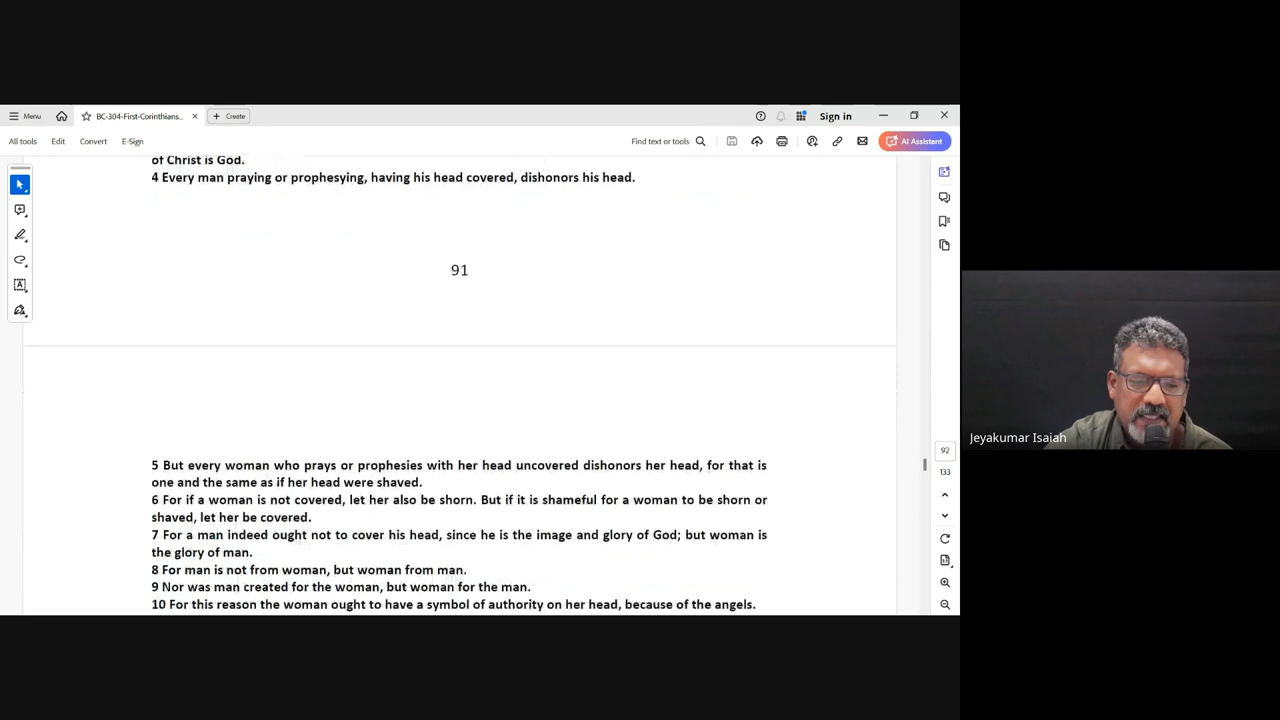 Menu
BC-304-First-Corinthians...
Create
Sign in
All tools
Edit
Convert
E-Sign
Find text or tools
AI Assistant
of Christ is God.
4 Every man praying or prophesying, having his head covered, dishonors his head.
91
5 But every woman who prays or prophesies with her head uncovered dishonors her head, for that is
one and the same as if her head were shaved.
6 For if a woman is not covered, let her also be shorn. But if it is shameful for a woman to be shorn or
shaved, let her be covered.
7 For a man indeed ought not to cover his head, since he is the image and glory of God; but woman is
the glory of man.
8 For man is not from woman, but woman from man.
9 Nor was man created for the woman, but woman for the man.
10 For this reason the woman ought to have a symbol of authority on her head, because of the angels.
92
133
Jeyakumar Isaiah